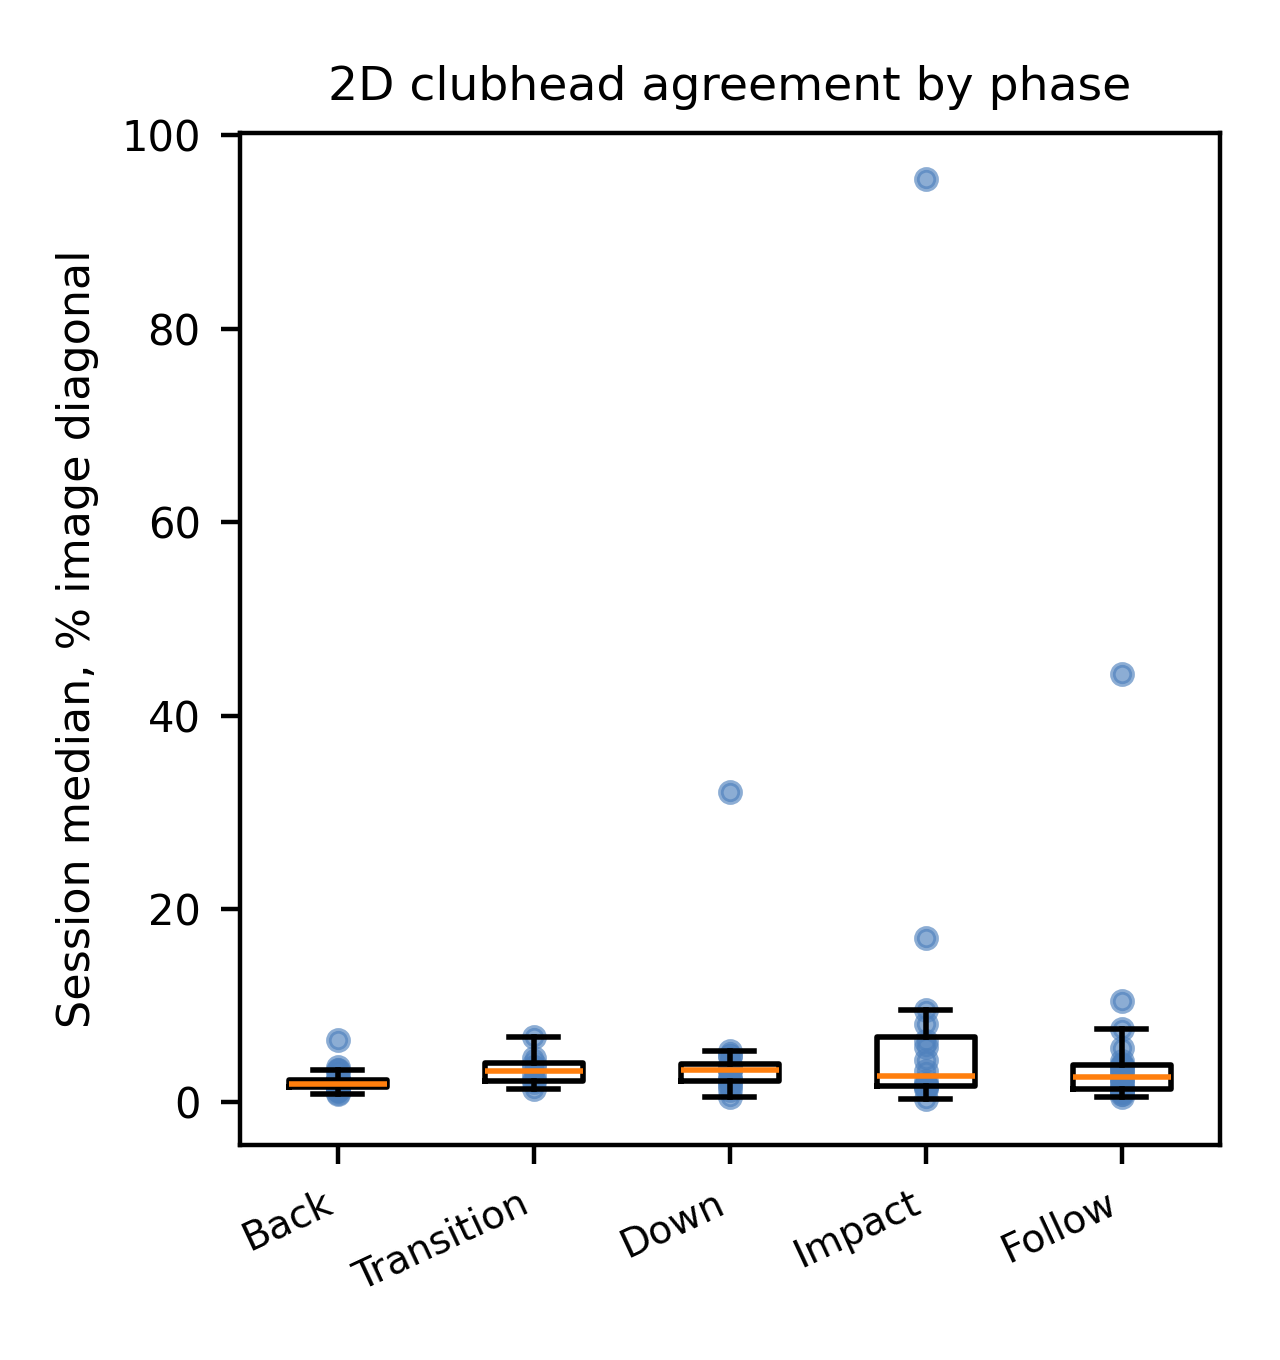 2D clubhead agreement by phase
Session median, % image diagonal
100
80
60
40
20
0
Back
Transition
Down
Impact
Follow